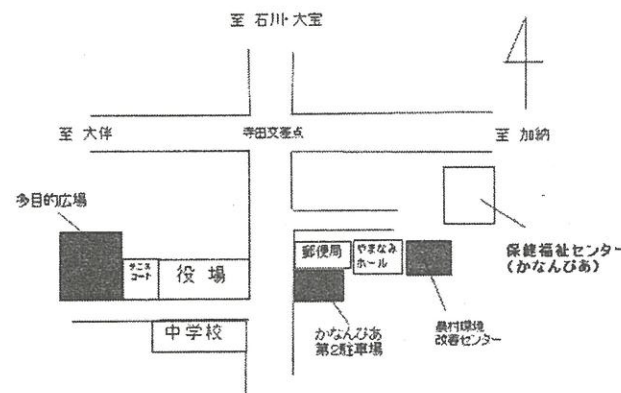 至 石川・大宝
至 大伴
寺田交差点
至 加納
多目的広場
テニス
コート
役 場
郵便局
やまなみ
ホール
保健福祉センター
(かなんぴあ)
中学校
かなんぴあ
第2駐車場
農村環境
改善センター